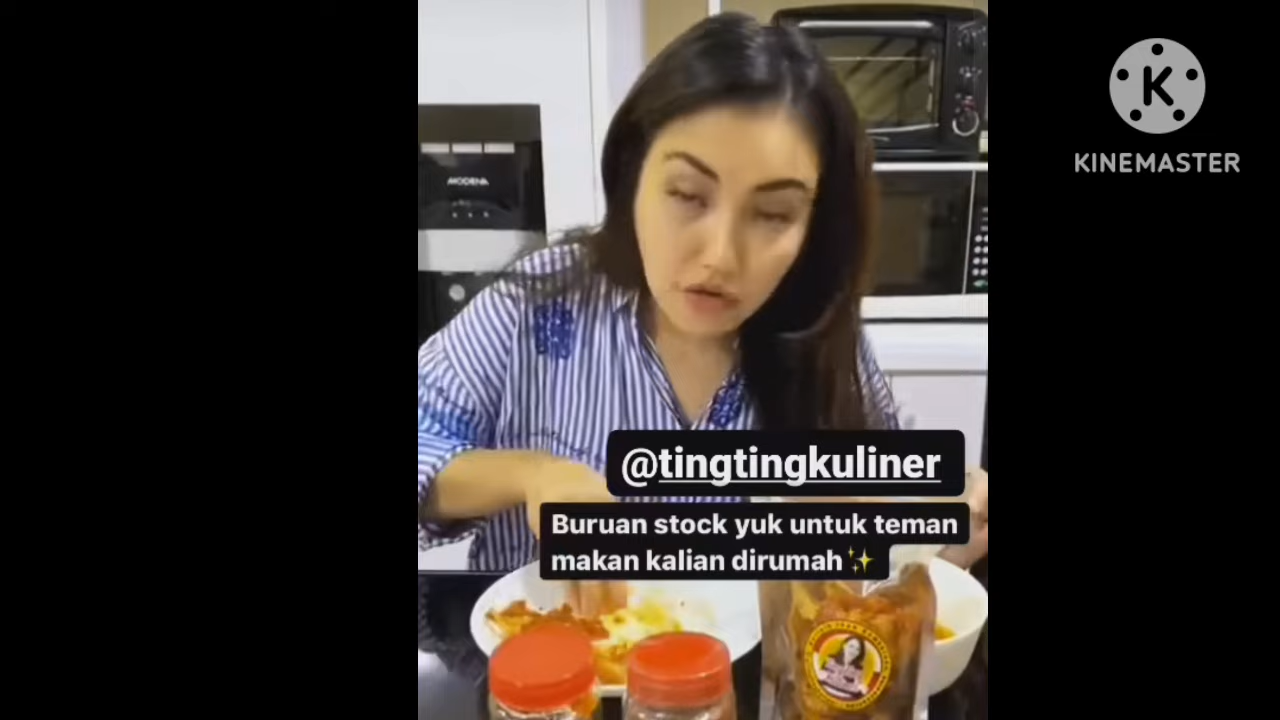 KINEMASTER
MODENA
@tingtingkuliner
Buruan stock yuk untuk teman
makan kalian dirumah✨